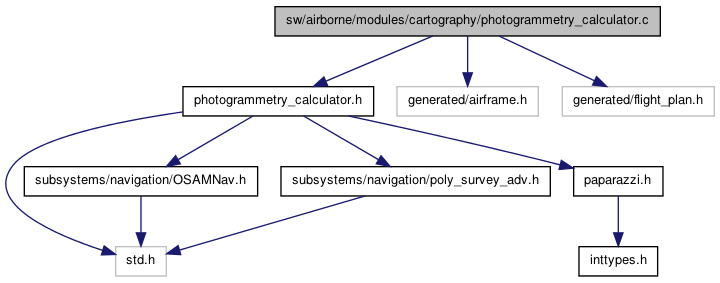 sw/airborne/modules/cartography/photogrammetry_calculator.c
photogrammetry_calculator.h
generated/airframe.h
generated/flight_plan.h
subsystems/navigation/OSAMNav.h
subsystems/navigation/poly_survey_adv.h
paparazzi.h
std.h
inttypes.h